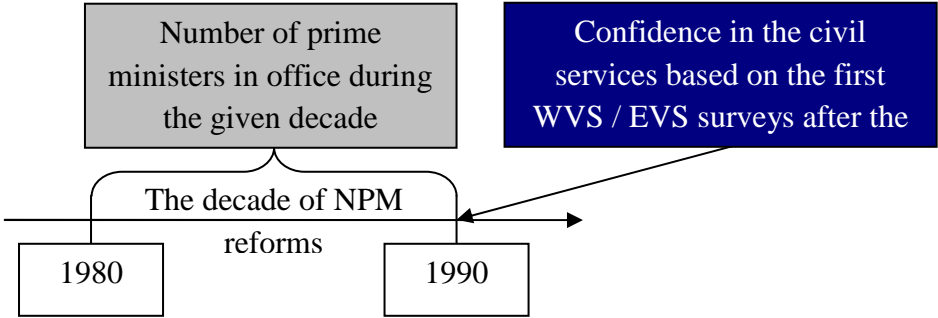 Number of prime
ministers in office during
the given decade
Confidence in the civil
services based on the first
WVS / EVS surveys after the
The decade of NPM
reforms
1980
1990